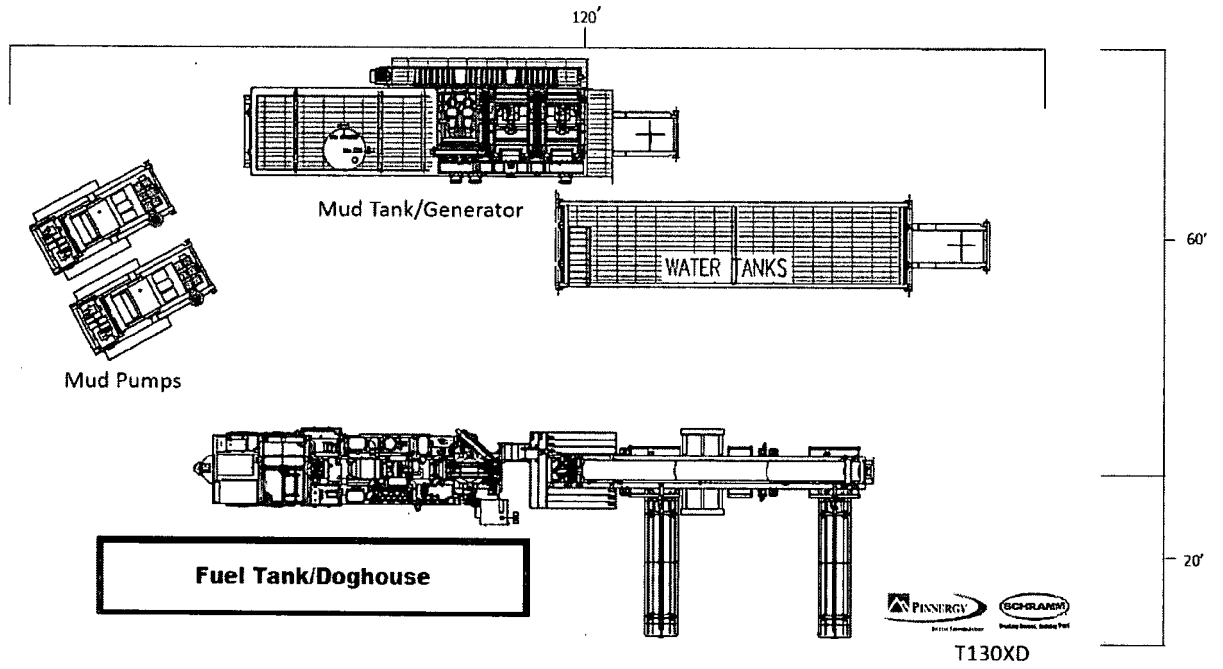 120'
Mud Tank/Generator
60'
WATER TANKS
Mud Pumps
Fuel Tank/Doghouse
20'
PINNERGY
SCHRAMM
T130XD